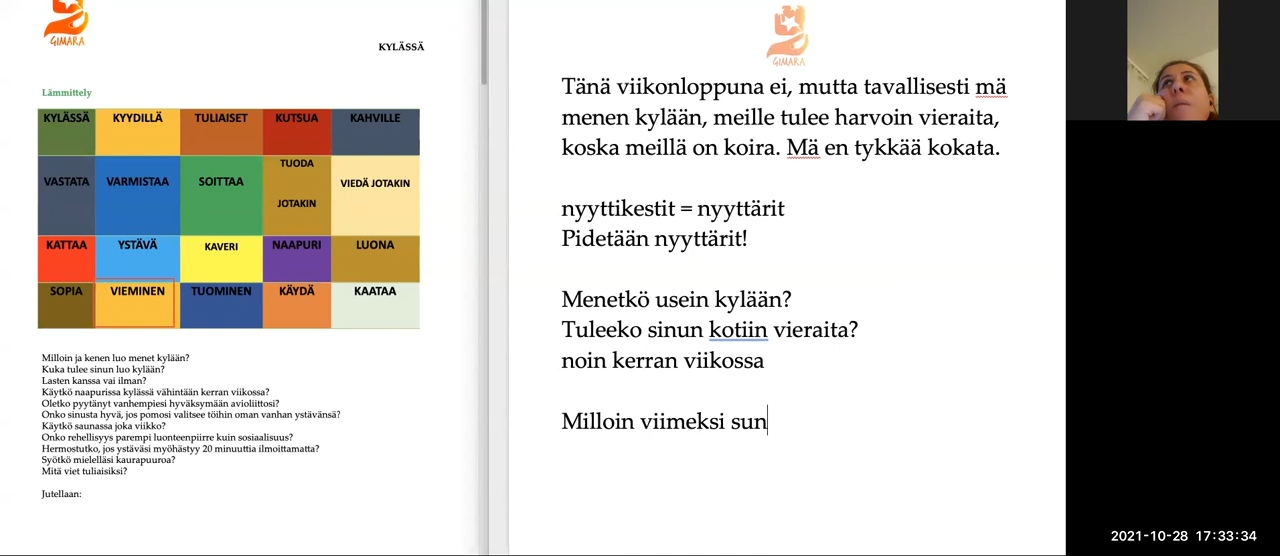 GIMARA
KYLÄSSÄ
Lämmittely
KYLÄSSÄ KYYDILLÄ TULIAISET KUTSUA KAHVILLE
VASTATA VARMISTAA SOITTAA TUODA JOTAKIN VIEDÄ JOTAKIN
KATTAA YSTÄVÄ KAVERI NAAPURI LUONA
SOPIA VIEMINEN TUOMINEN KÄYDÄ KAATAA
Milloin ja kenen luo menet kylään?
Kuka tulee sinun luo kylään?
Lasten kanssa vai ilman?
Käytkö naapurissa kylässä vähintään kerran viikossa?
Oletko pyytänyt vanhempiesi hyväksymään avioliittosi?
Onko sinusta hyvä, jos pomosi valitsee töihin oman vanhan ystävänsä?
Käytkö saunassa joka viikko?
Onko rehellisyys parempi luonteenpiirre kuin sosiaalisuus?
Hermostutko, jos ystäväsi myöhästyy 20 minuuttia ilmoittamatta?
Syötkö mielelläsi kaurapuuroa?
Mitä viet tuliaisiksi?
Jutellaan:
GIMARA
Tänä viikonloppuna ei, mutta tavallisesti mä
menen kylään, meille tulee harvoin vieraita,
koska meillä on koira. Mä en tykkää kokata.
nyyttikestit = nyyttärit
Pidetään nyyttärit!
Menetkö usein kylään?
Tuleeko sinun kotiin vieraita?
noin kerran viikossa
Milloin viimeksi sun
2021-10-28 17:33:34